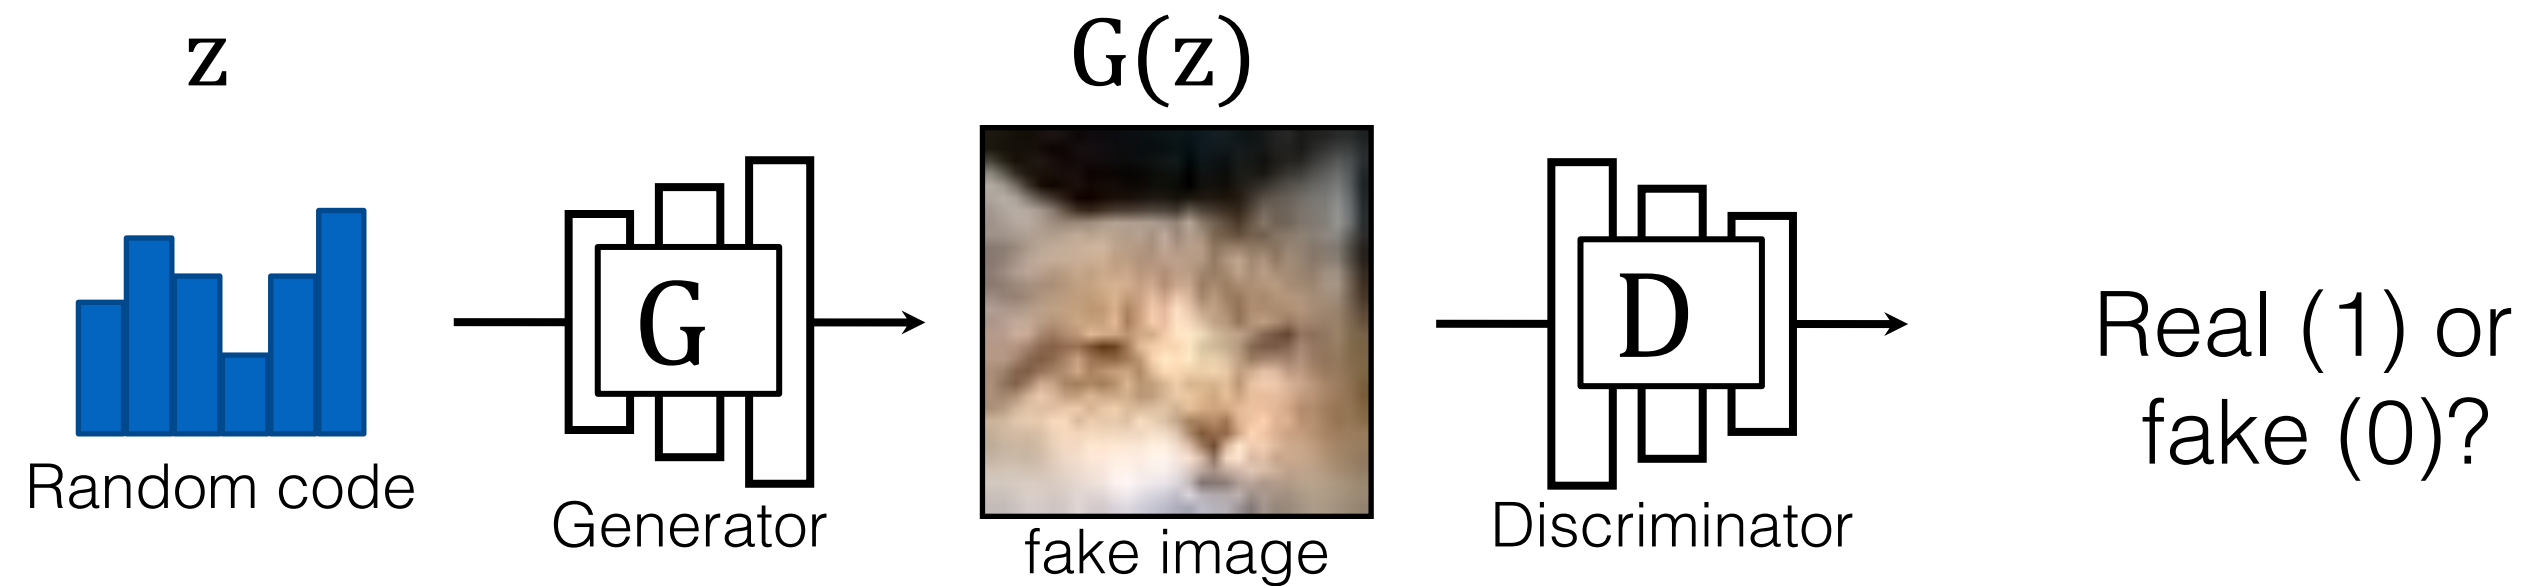 z
G(z)
G
D
Real (1) or
fake (0)?
Random code
Generator
fake image
Discriminator